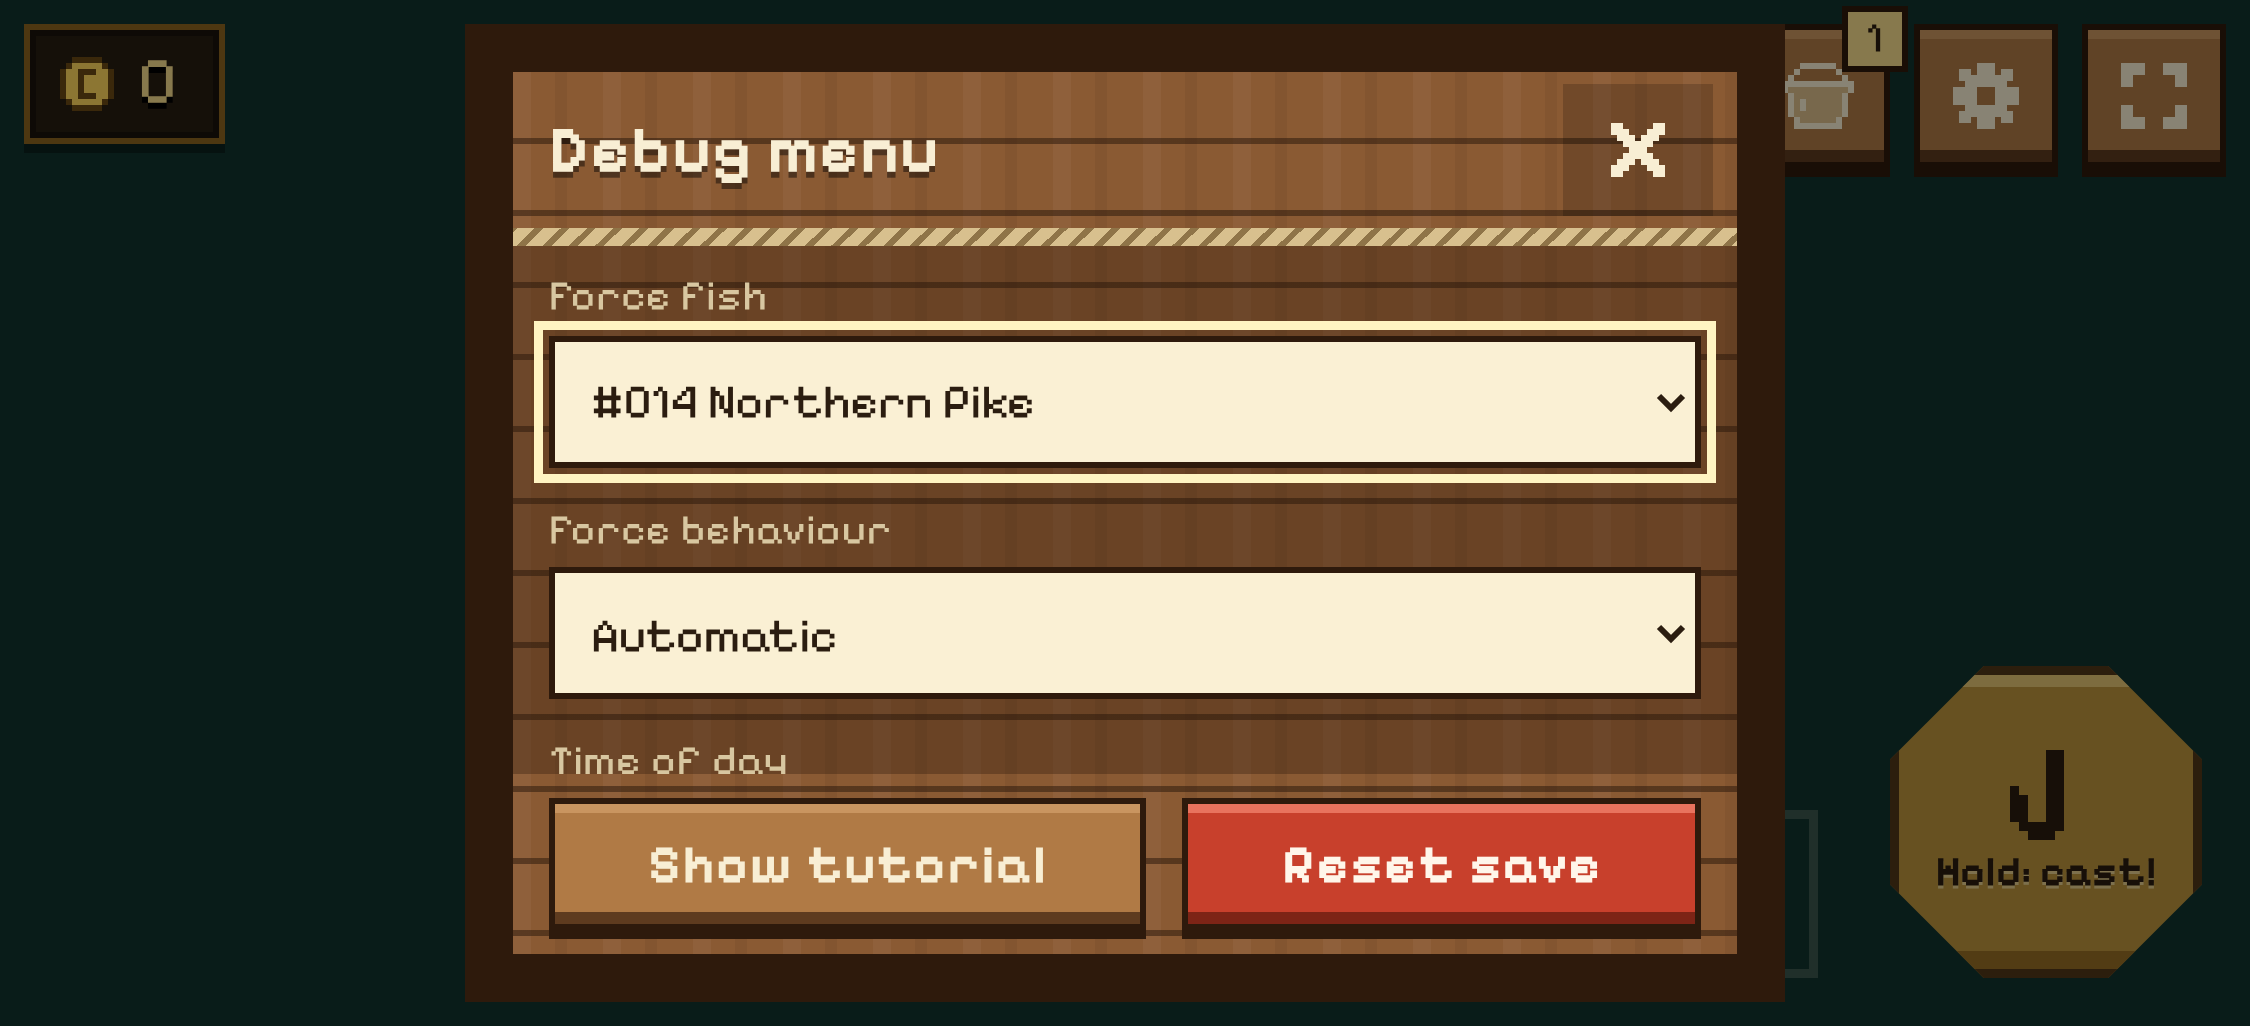 C 0
1
Debug menu
X
Force fish
#014 Northern Pike
Force behaviour
Automatic
Time of day
Show tutorial
Reset save
J
Hold: cast!